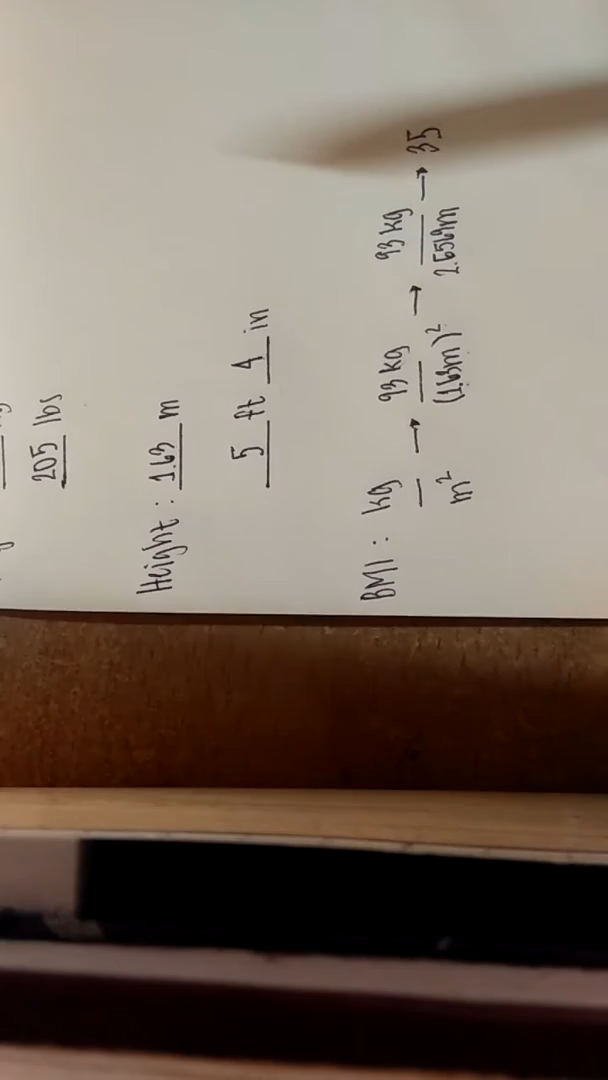 205 lbs
Height : 1.63 m
5 ft 4 in
BMI : kg/m² → 93 kg/(1.63m)² → 93 kg/2.6569m → 35